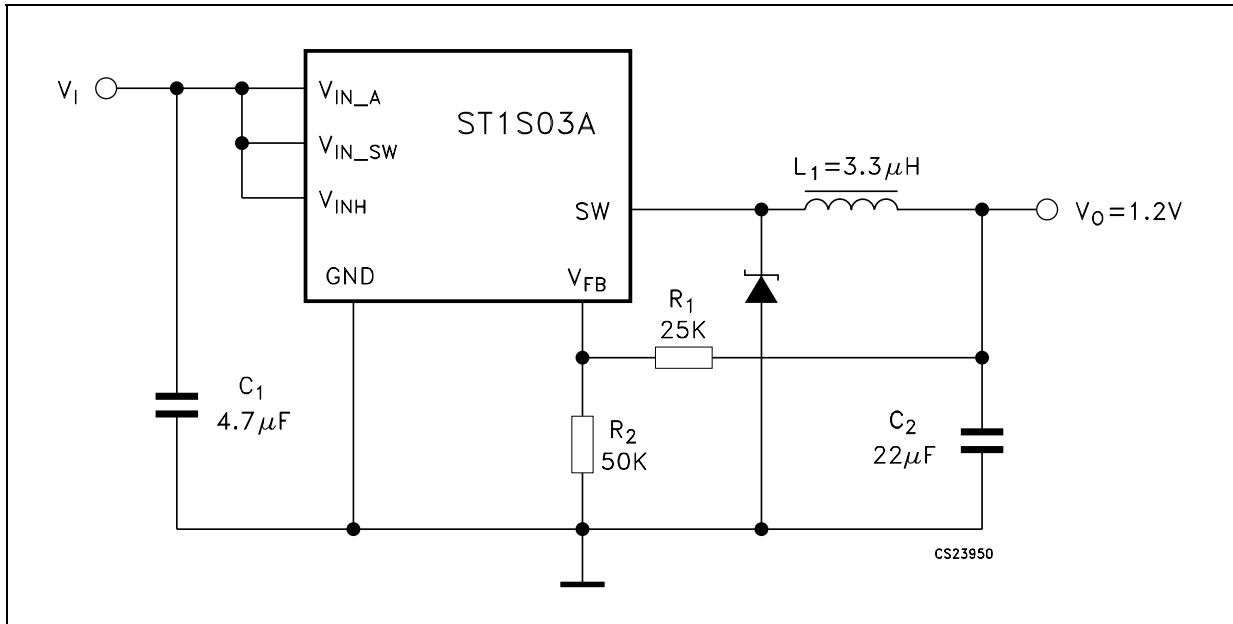 V_I
V_IN_A
ST1S03A
V_IN_SW
L_1=3.3μH
V_INH
SW
V_O=1.2V
GND
V_FB
R_1
25K
C_1
4.7μF
R_2
50K
C_2
22μF
CS23950